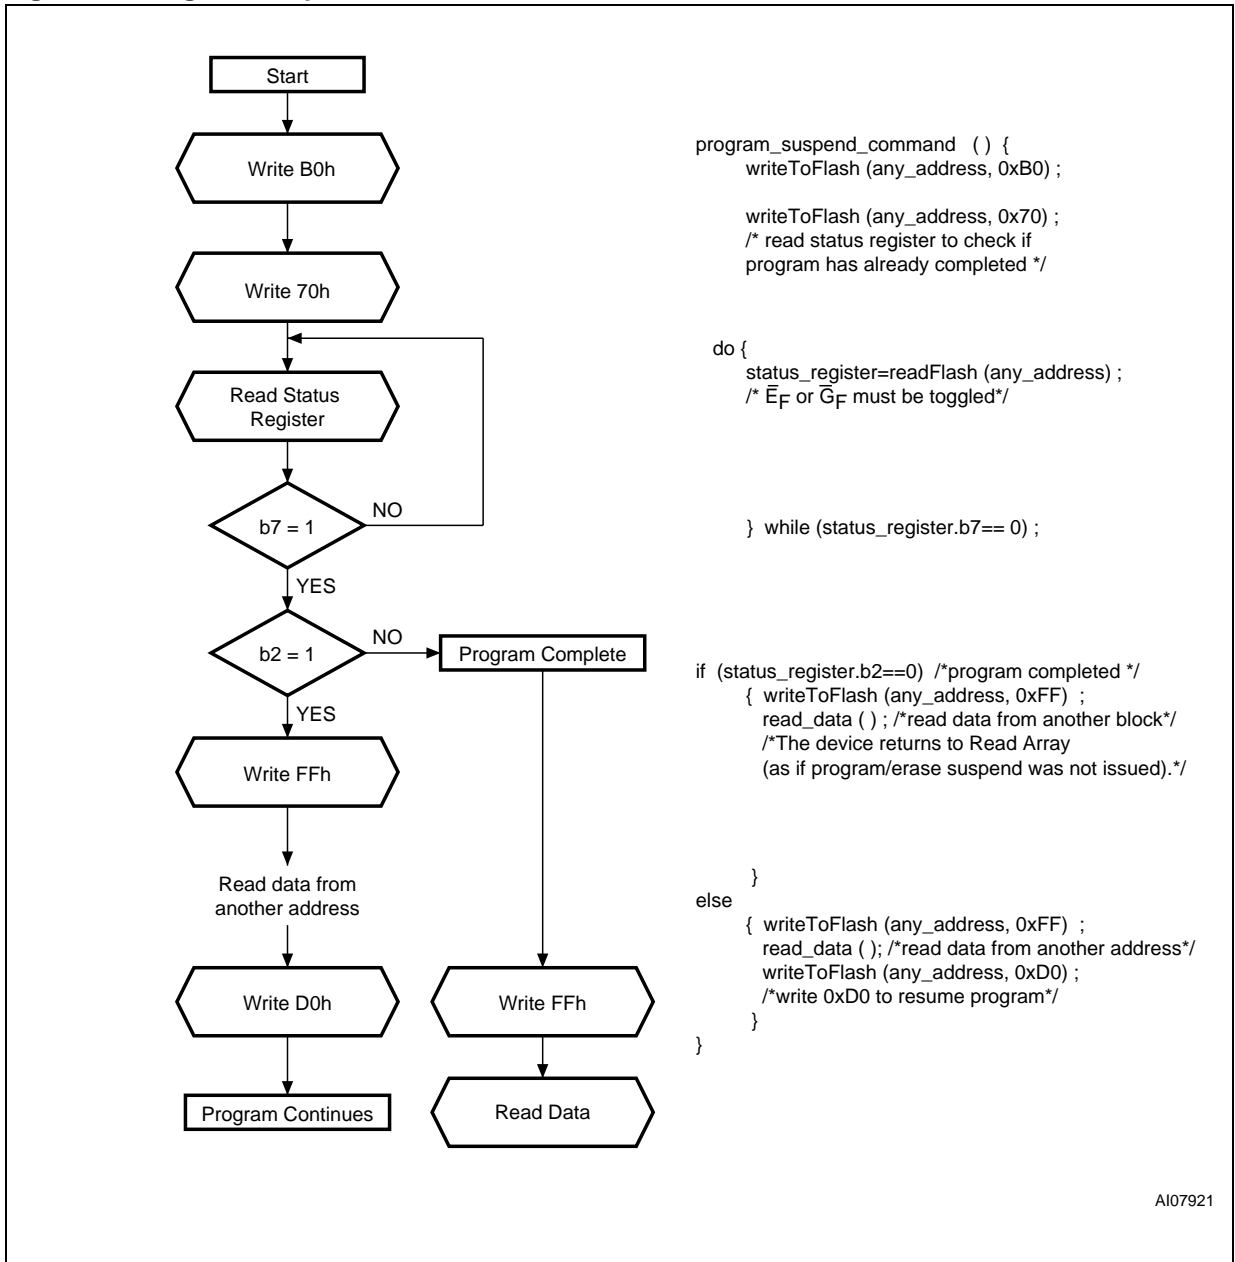 Start
Write B0h
Write 70h
Read Status
Register
b7 = 1
NO
YES
b2 = 1
NO
Program Complete
YES
Write FFh
Read data from
another address
Write D0h
Write FFh
Program Continues
Read Data
program_suspend_command ( ) {
writeToFlash (any_address, 0xB0) ;
writeToFlash (any_address, 0x70) ;
/* read status register to check if
program has already completed */
do {
status_register=readFlash (any_address) ;
/* E̅F or G̅F must be toggled*/
} while (status_register.b7== 0) ;
if (status_register.b2==0) /*program completed */
{ writeToFlash (any_address, 0xFF) ;
read_data ( ) ; /*read data from another block*/
/*The device returns to Read Array
(as if program/erase suspend was not issued).*/
}
else
{ writeToFlash (any_address, 0xFF) ;
read_data ( ); /*read data from another address*/
writeToFlash (any_address, 0xD0) ;
/*write 0xD0 to resume program*/
}
}
AI07921